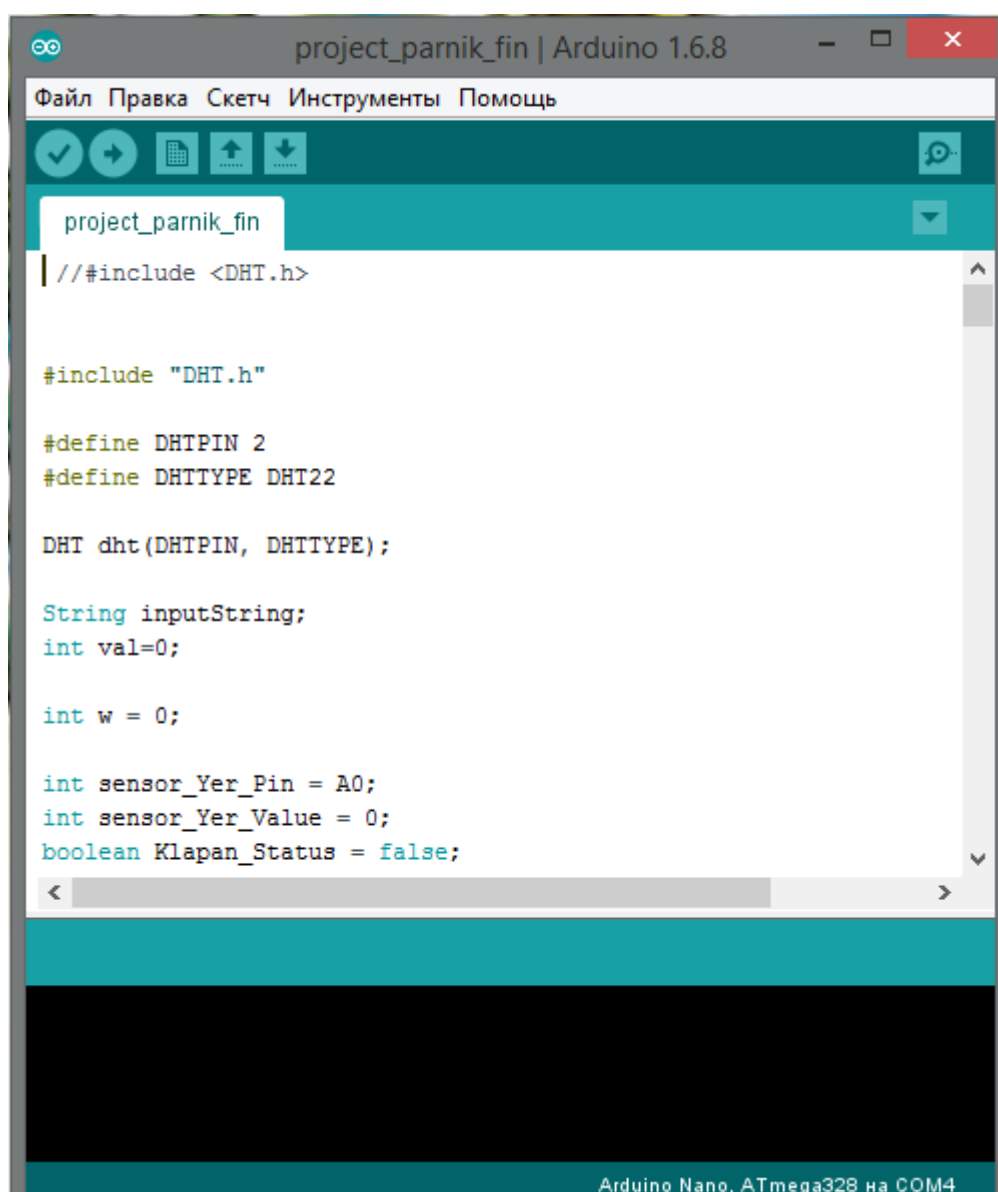 project_parnik_fin | Arduino 1.6.8
Файл Правка Скетч Инструменты Помощь
project_parnik_fin
//#include <DHT.h>
#include "DHT.h"
#define DHTPIN 2
#define DHTTYPE DHT22
DHT dht(DHTPIN, DHTTYPE);
String inputString;
int val=0;
int w = 0;
int sensor_Yer_Pin = A0;
int sensor_Yer_Value = 0;
boolean Klapan_Status = false;
Arduino Nano, ATmega328 на COM4